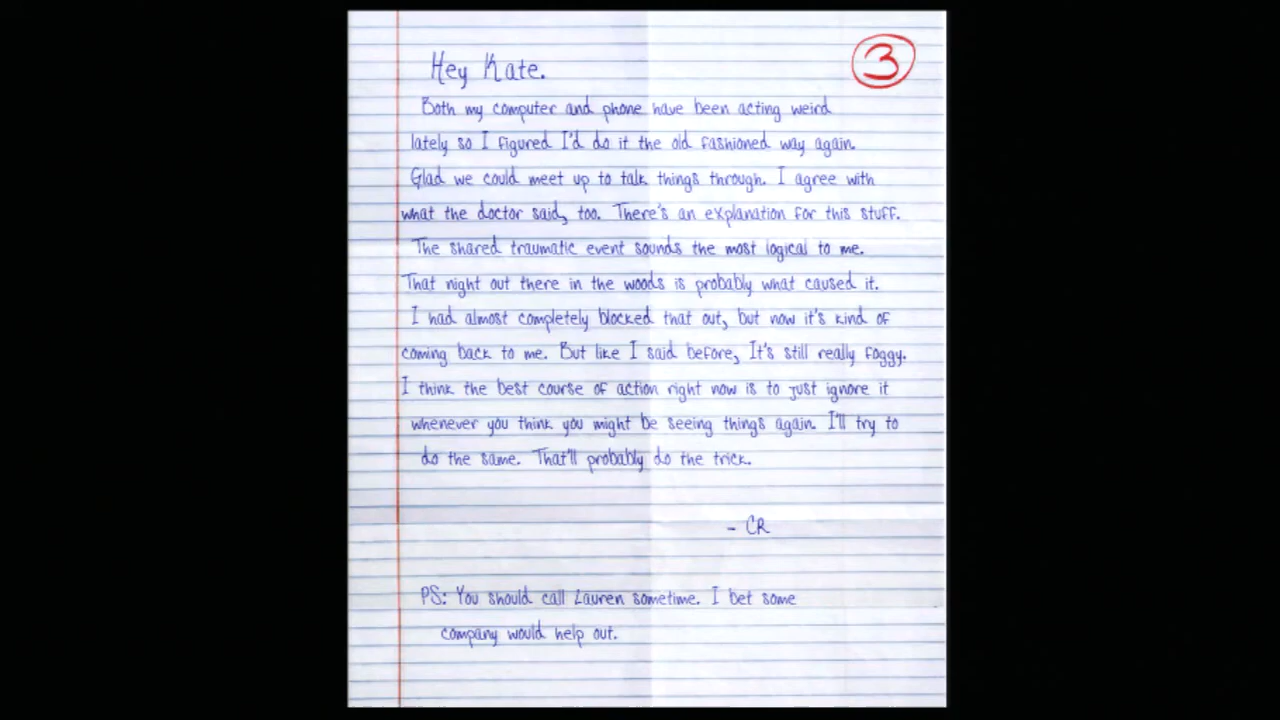 3
Hey Kate.
Both my computer and phone have been acting weird
lately so I figured I'd do it the old fashioned way again.
Glad we could meet up to talk things through. I agree with
what the doctor said, too. There's an explanation for this stuff.
The shared traumatic event sounds the most logical to me.
That night out there in the woods is probably what caused it.
I had almost completely blocked that out, but now it's kind of
coming back to me. But like I said before, It's still really foggy.
I think the best course of action right now is to just ignore it
whenever you think you might be seeing things again. I'll try to
do the same. That'll probably do the trick.
- CR
PS: You should call Lauren sometime. I bet some
company would help out.